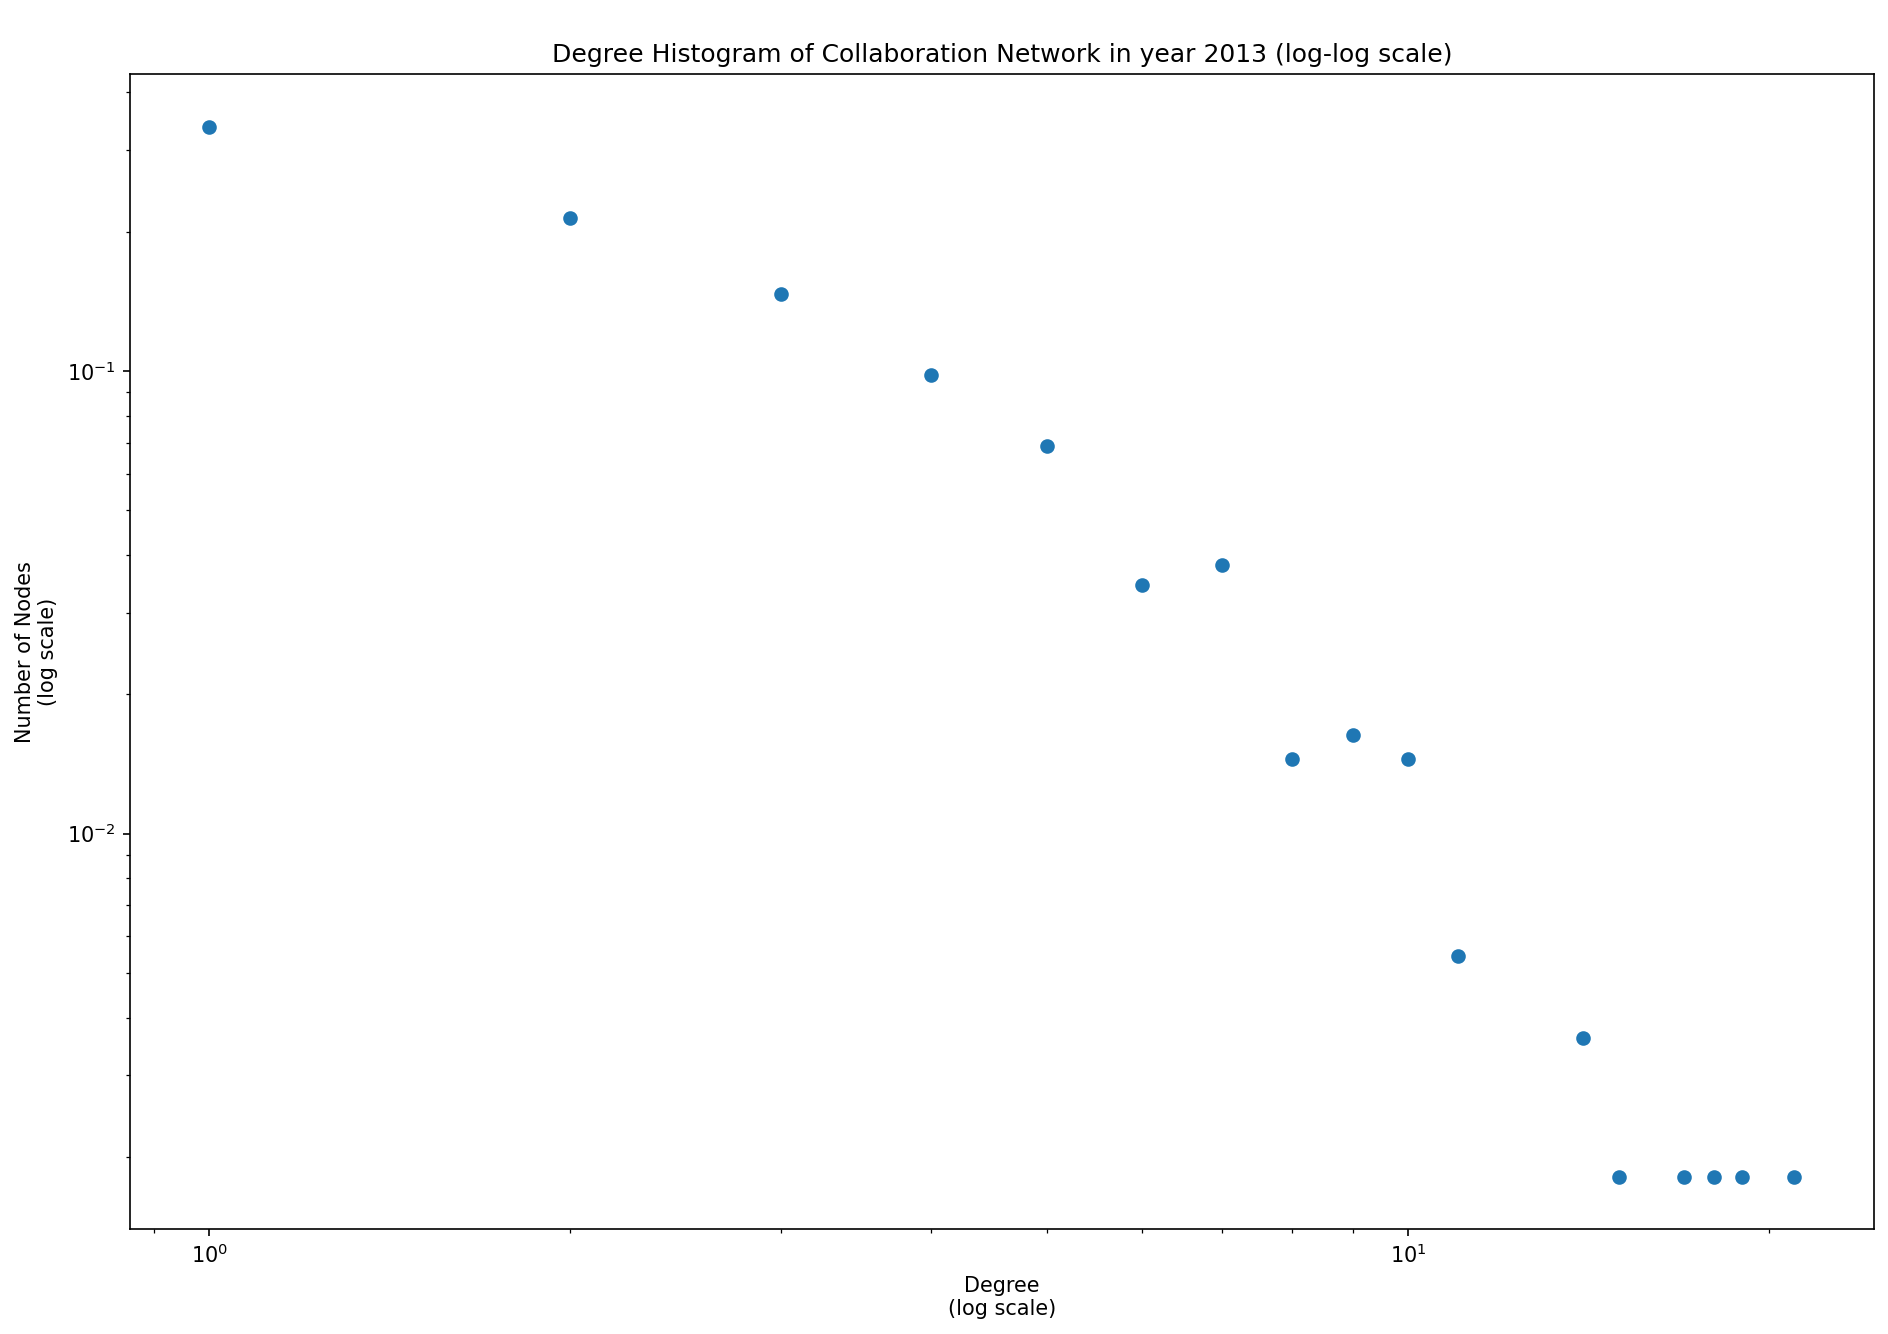 Degree Histogram of Collaboration Network in year 2013 (log-log scale)
Number of Nodes
(log scale)
10⁻¹
10⁻²
10⁰
10¹
Degree
(log scale)